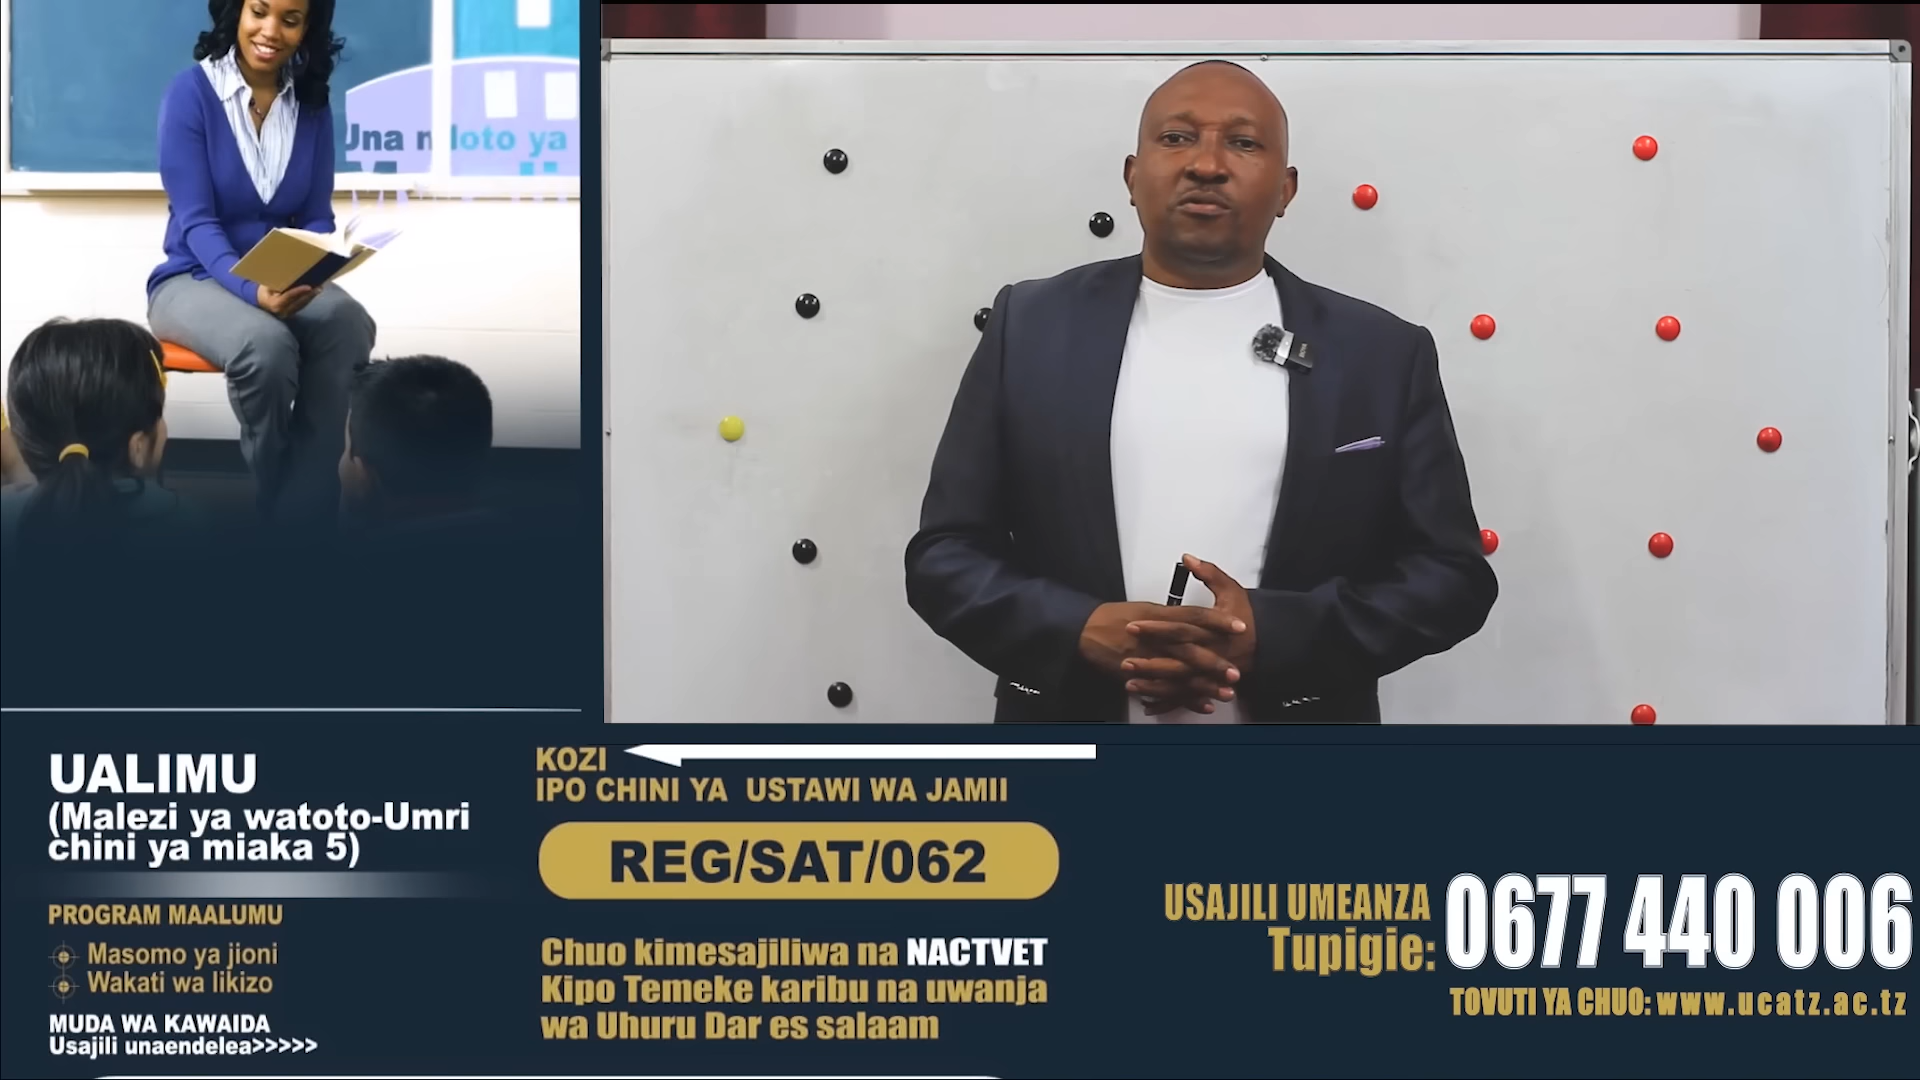 Una ndoto ya
UALIMU
(Malezi ya watoto-Umri
chini ya miaka 5)
PROGRAM MAALUMU
Masomo ya jioni
Wakati wa likizo
MUDA WA KAWAIDA
Usajili unaendelea>>>>>
KOZI
IPO CHINI YA USTAWI WA JAMII
REG/SAT/062
Chuo kimesajiliwa na NACTVET
Kipo Temeke karibu na uwanja
wa Uhuru Dar es salaam
USAJILI UMEANZA
Tupigie: 0677 440 006
TOVUTI YA CHUO: www.ucatz.ac.tz